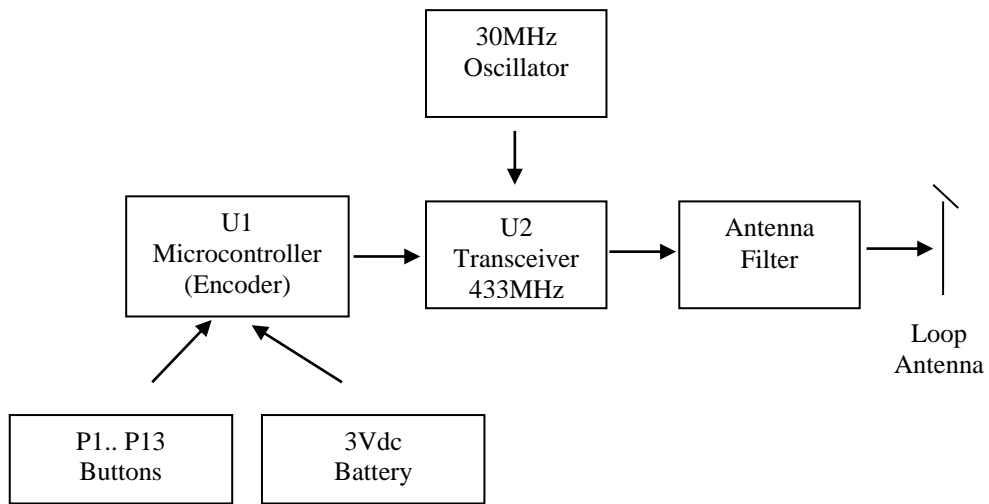 30MHz
Oscillator
U1
Microcontroller
(Encoder)
U2
Transceiver
433MHz
Antenna
Filter
Loop
Antenna
P1.. P13
Buttons
3Vdc
Battery